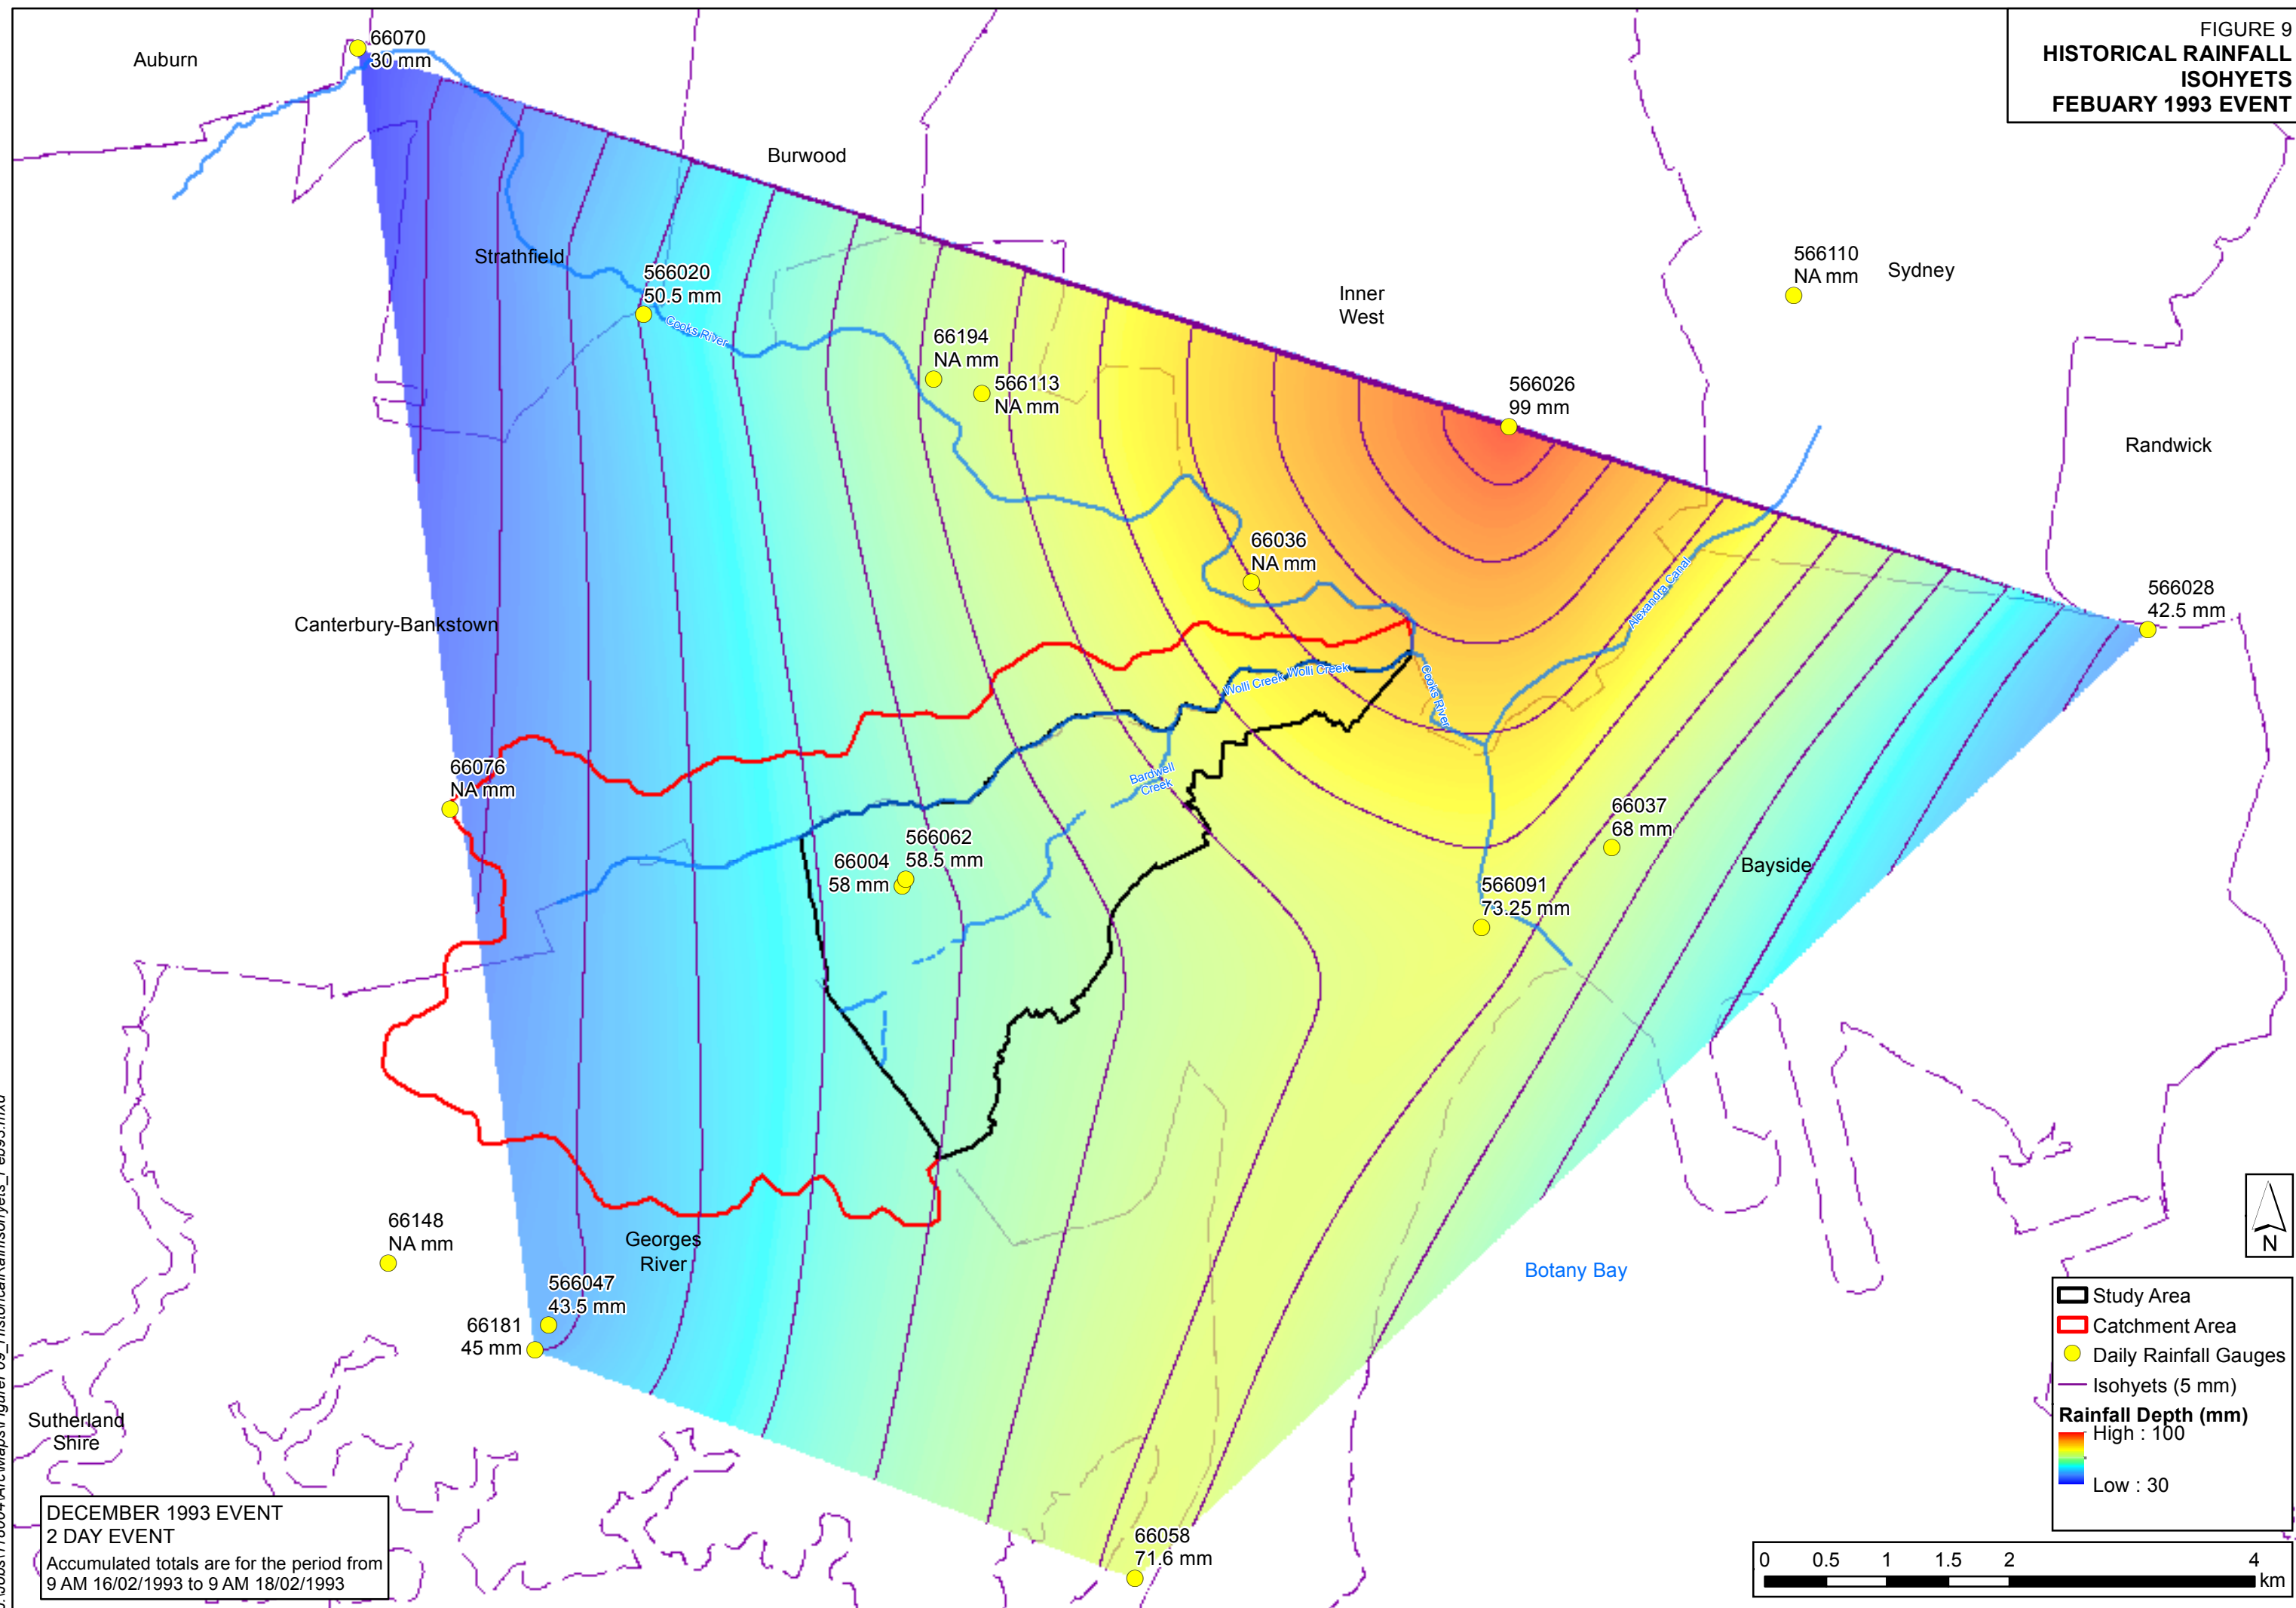 FIGURE 9
HISTORICAL RAINFALL
ISOHYETS
FEBUARY 1993 EVENT
66070
30 mm
Auburn
Burwood
Strathfield
566020
50.5 mm
Cooks River
566110
NA mm
Sydney
Inner
West
66194
NA mm
566113
NA mm
566026
99 mm
Randwick
66036
NA mm
Alexandra Canal
566028
42.5 mm
Canterbury-Bankstown
Wolli Creek Wolli Creek
Cooks River
66076
NA mm
Bardwell
Creek
566062
58.5 mm
66004
58 mm
66037
68 mm
Bayside
566091
73.25 mm
66148
NA mm
Georges
River
566047
43.5 mm
66181
45 mm
Botany Bay
N
Sutherland
Shire
66058
71.6 mm
Study Area
Catchment Area
Daily Rainfall Gauges
Isohyets (5 mm)
Rainfall Depth (mm)
High : 100
Low : 30
DECEMBER 1993 EVENT
2 DAY EVENT
Accumulated totals are for the period from
9 AM 16/02/1993 to 9 AM 18/02/1993
0 0.5 1 1.5 2 4
km